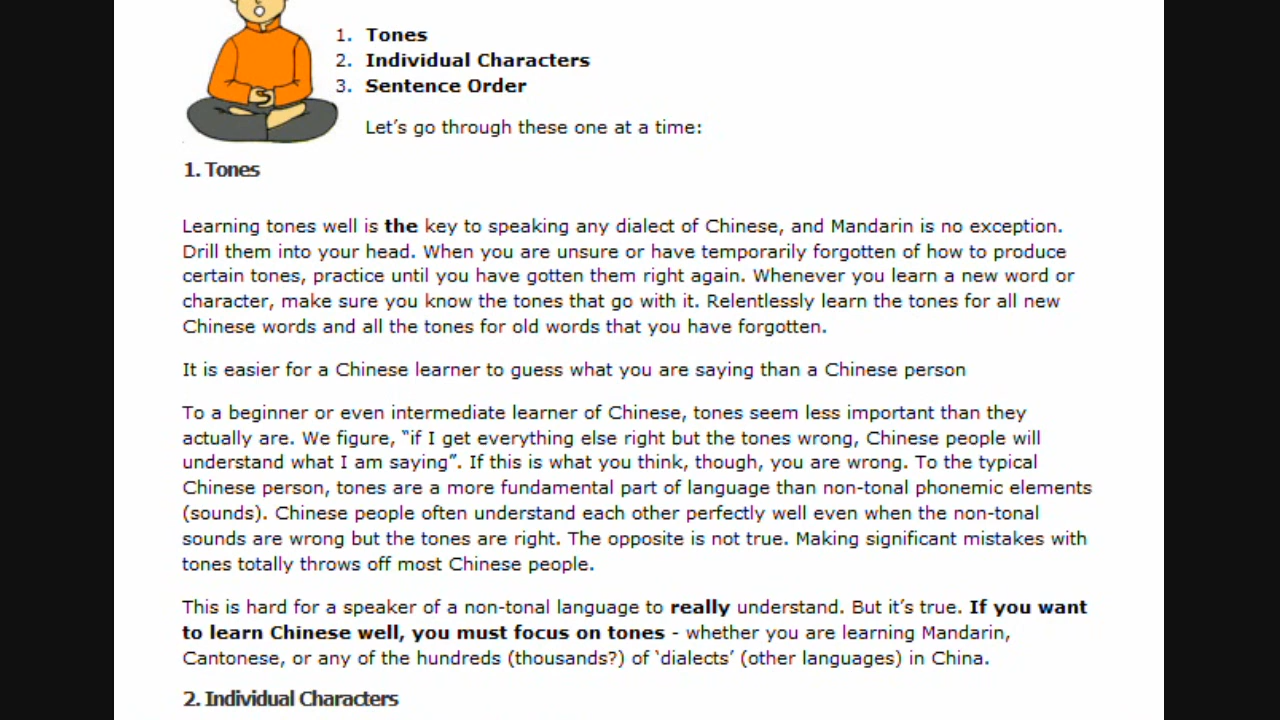 1. Tones
2. Individual Characters
3. Sentence Order
Let’s go through these one at a time:
1. Tones
Learning tones well is the key to speaking any dialect of Chinese, and Mandarin is no exception.
Drill them into your head. When you are unsure or have temporarily forgotten of how to produce
certain tones, practice until you have gotten them right again. Whenever you learn a new word or
character, make sure you know the tones that go with it. Relentlessly learn the tones for all new
Chinese words and all the tones for old words that you have forgotten.
It is easier for a Chinese learner to guess what you are saying than a Chinese person
To a beginner or even intermediate learner of Chinese, tones seem less important than they
actually are. We figure, “if I get everything else right but the tones wrong, Chinese people will
understand what I am saying”. If this is what you think, though, you are wrong. To the typical
Chinese person, tones are a more fundamental part of language than non-tonal phonemic elements
(sounds). Chinese people often understand each other perfectly well even when the non-tonal
sounds are wrong but the tones are right. The opposite is not true. Making significant mistakes with
tones totally throws off most Chinese people.
This is hard for a speaker of a non-tonal language to really understand. But it’s true. If you want
to learn Chinese well, you must focus on tones - whether you are learning Mandarin,
Cantonese, or any of the hundreds (thousands?) of ‘dialects’ (other languages) in China.
2. Individual Characters